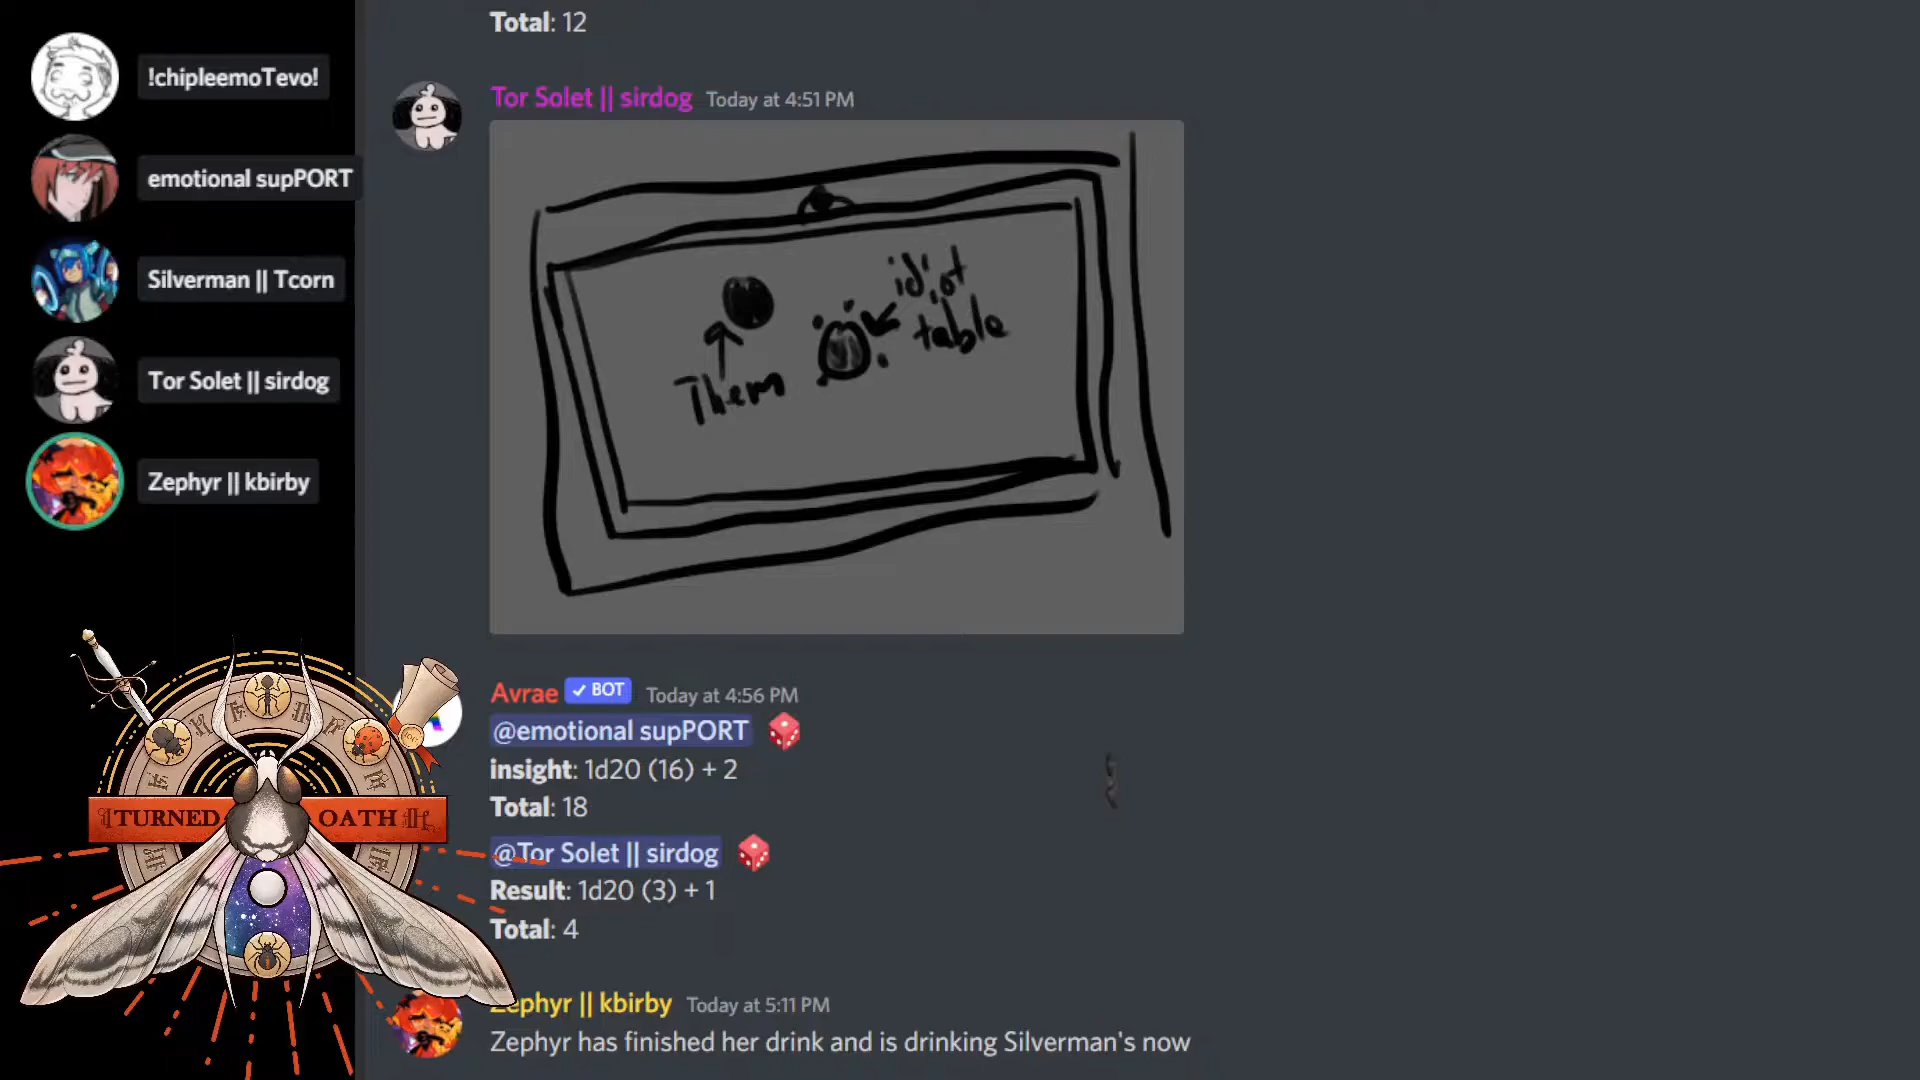 !chipleemoTevo!
emotional supPORT
Silverman || Tcorn
Tor Solet || sirdog
Zephyr || kbirby
TURNED OATH
Total: 12
Tor Solet || sirdog Today at 4:51 PM
idiot
table
Them
Avrae ✓ BOT Today at 4:56 PM
@emotional supPORT
insight: 1d20 (16) + 2
Total: 18
@Tor Solet || sirdog
Result: 1d20 (3) + 1
Total: 4
Zephyr || kbirby Today at 5:11 PM
Zephyr has finished her drink and is drinking Silverman's now